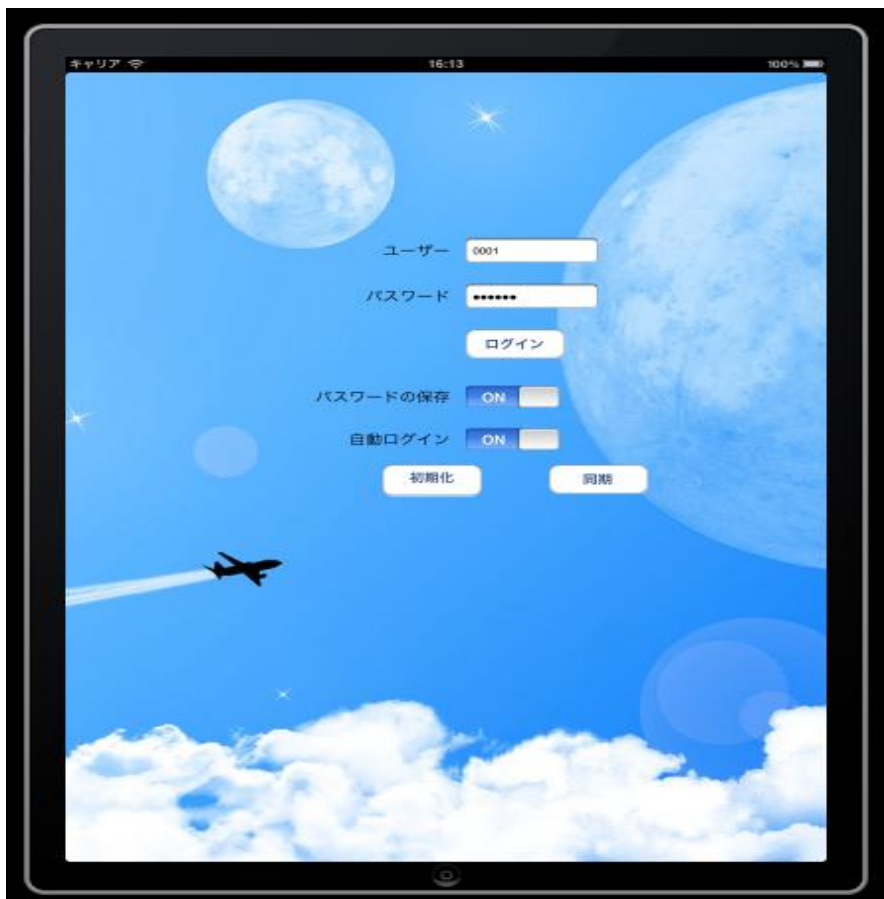 キャリア 16:13 100%
ユーザー 0001
パスワード ••••••
ログイン
パスワードの保存 ON
自動ログイン ON
初期化 同期